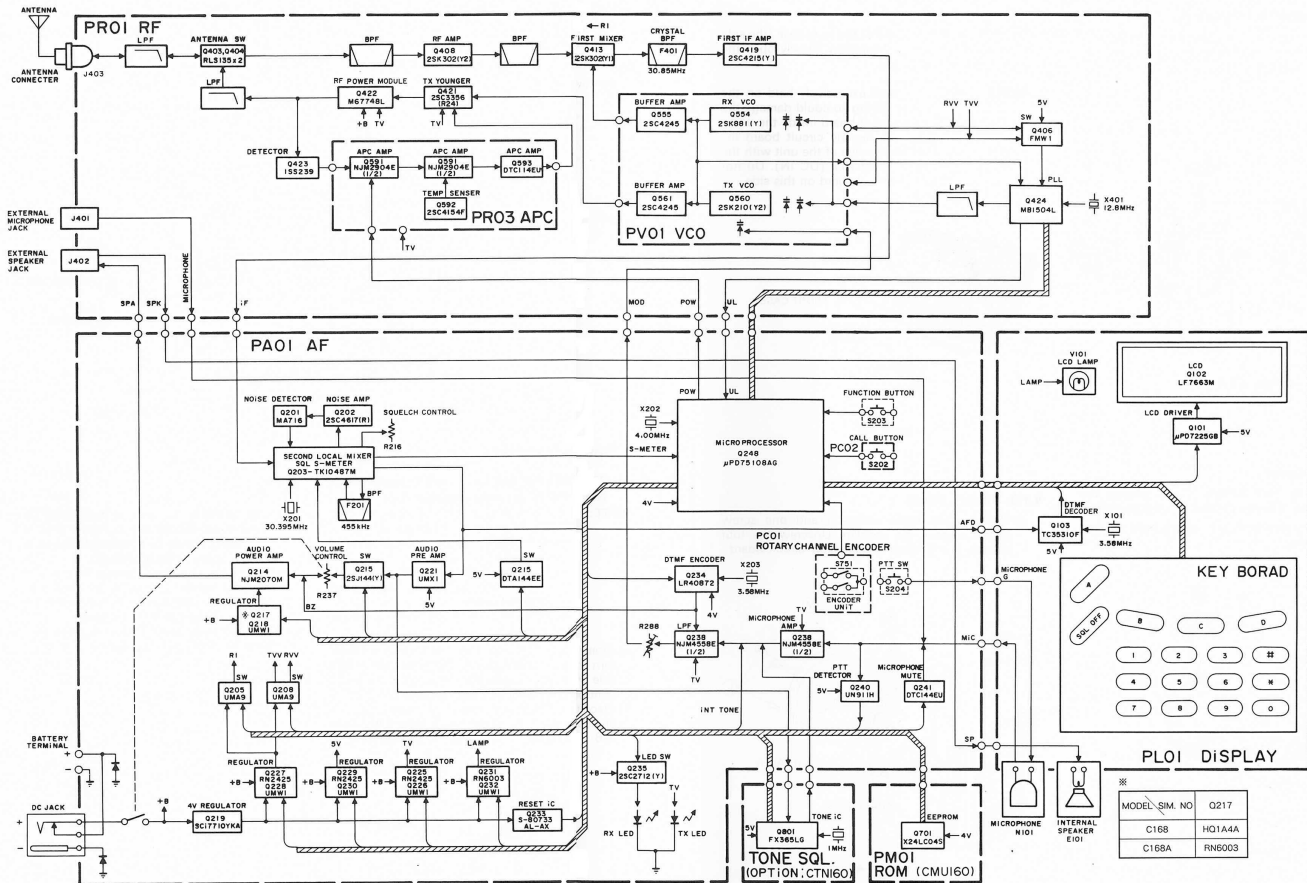 ANTENNA
ANTENNA
CONNECTER
J403
PRO1 RF
LPF
ANTENNA SW
Q403,Q404
RLS135x2
BPF
RF AMP
Q408
2SK302(Y2)
BPF
← R1
FIRST MIXER
Q413
2SK302(Y1)
CRYSTAL
BPF
F401
30.85MHz
FiRST IF AMP
Q419
2SC4215(Y)
LPF
RF POWER MODULE
Q422
M67748L
+B TV
TX YOUNGER
Q421
2SC3356
(R24)
TV
BUFFER AMP
Q555
2SC4245
RX VCO
Q554
2SK881(Y)
RVV TVV
5V
SW
Q406
FMW1
DETECTOR
Q423
1SS239
APC AMP
Q591
NJM2904E
(1/2)
APC AMP
Q591
NJM2904E
(1/2)
APC AMP
Q593
DTC114EU
TEMP SENSER
Q592
2SC4154F
PRO3 APC
TV
BUFFER AMP
Q561
2SC4245
TX VCO
Q560
2SK210(Y2)
PV01 VCO
LPF
PLL
Q424
MB1504L
X401
12.8MHz
EXTERNAL
MICROPHONE
JACK
J401
EXTERNAL
SPEAKER
JACK
J402
SPA
SPK
MICROPHONE
iF
MOD
POW
UL
PA01 AF
NOiSE DETECTOR
Q201
MA716
NOiSE AMP
Q202
2SC4617(R)
SQUELCH CONTROL
R216
SECOND LOCAL MIXER
SQL S-METER
Q203-TK10487M
X201
30.395MHz
BPF
F201
455kHz
POW
UL
X202
4.00MHz
S-METER
MiCROPROCESSOR
Q248
µPD75108AG
4V
FUNCTION BUTTON
S203
CALL BUTTON
PC02
S202
V101
LCD LAMP
LAMP
LCD
Q102
LF7663M
LCD DRIVER
Q101
µPD7225GB
5V
AFD
DTMF
DECODER
Q103
TC35310F
5V
X101
3.58MHz
AUDIO
POWER AMP
Q214
NJM2070M
VOLUME
CONTROL
R237
SW
Q215
2SJ144(Y)
AUDIO
PRE AMP
Q221
UMX1
5V
SW
Q215
DTA144EE
5V
REGULATOR
※ Q217
Q218
UMW1
+B
BZ
DTMF ENCODER
Q234
LR40872
X203
3.58MHz
4V
PC01
ROTARY CHANNEL ENCODER
S751
ENCODER
UNiT
PTT SW
S204
MiCROPHONE
G
KEY BORAD
A
SQL OFF
B
C
D
1
2
3
#
4
5
6
*
7
8
9
0
R288
LPF
Q238
NJM4558E
(1/2)
TV
MiCROPHONE
AMP
TV
Q238
NJM4558E
(1/2)
MiC
PTT
DETECTOR
5V
Q240
UN911H
MiCROPHONE
MUTE
Q241
DTC144EU
iNT TONE
R1
SW
Q205
UMA9
TVV RVV
SW
Q208
UMA9
SP
PL01 DiSPLAY
BATTERY
TERMINAL
+
-
DC JACK
+
-
+B
4V REGULATOR
Q219
SCI7710YKA
REGULATOR
+B
Q227
RN2425
Q228
UMW1
5V
REGULATOR
+B
Q229
RN2425
Q230
UMW1
TV
REGULATOR
+B
Q225
RN2425
Q226
UMW1
LAMP
REGULATOR
+B
Q231
RN6003
Q232
UMW1
RESET iC
Q233
S-80733
AL-AX
LED SW
+B
Q235
2SC2712(Y)
RX LED
TV
TX LED
5V
Q801
FX365LG
TONE iC
1MHz
TONE SQL.
(OPTiON;CTN160)
EEPROM
Q701
X24LC04S
4V
PM01
ROM (CMU160)
MICROPHONE
N101
INTERNAL
SPEAKER
E101
※
MODEL SIM. NO Q217
C168 HQ1A4A
C168A RN6003